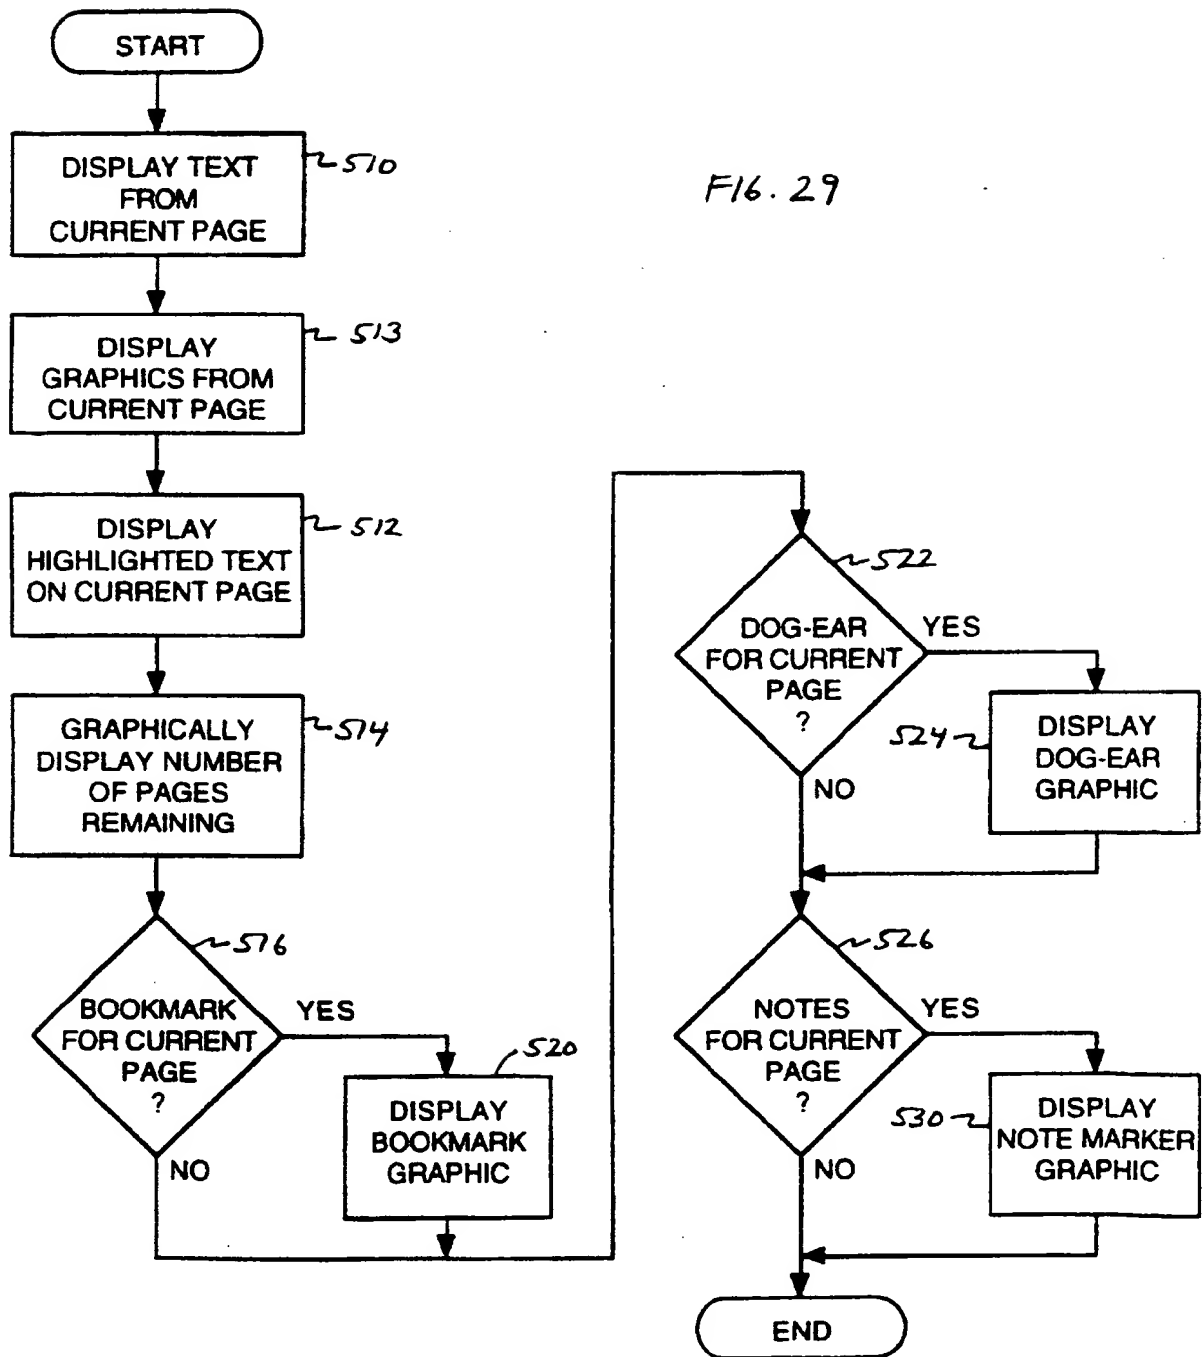 START
DISPLAY TEXT
FROM
CURRENT PAGE
510
FIG. 29
DISPLAY
GRAPHICS FROM
CURRENT PAGE
513
DISPLAY
HIGHLIGHTED TEXT
ON CURRENT PAGE
512
GRAPHICALLY
DISPLAY NUMBER
OF PAGES
REMAINING
514
BOOKMARK
FOR CURRENT
PAGE
?
516
YES
NO
DISPLAY
BOOKMARK
GRAPHIC
520
DOG-EAR
FOR CURRENT
PAGE
?
522
YES
NO
DISPLAY
DOG-EAR
GRAPHIC
524
NOTES
FOR CURRENT
PAGE
?
526
YES
NO
DISPLAY
NOTE MARKER
GRAPHIC
530
END